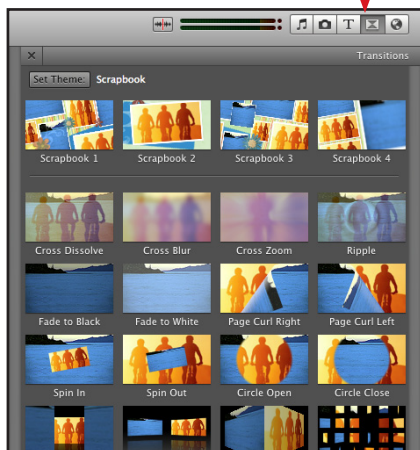 T
Transitions
Set Theme: Scrapbook
Scrapbook 1 Scrapbook 2 Scrapbook 3 Scrapbook 4
Cross Dissolve Cross Blur Cross Zoom Ripple
Fade to Black Fade to White Page Curl Right Page Curl Left
Spin In Spin Out Circle Open Circle Close